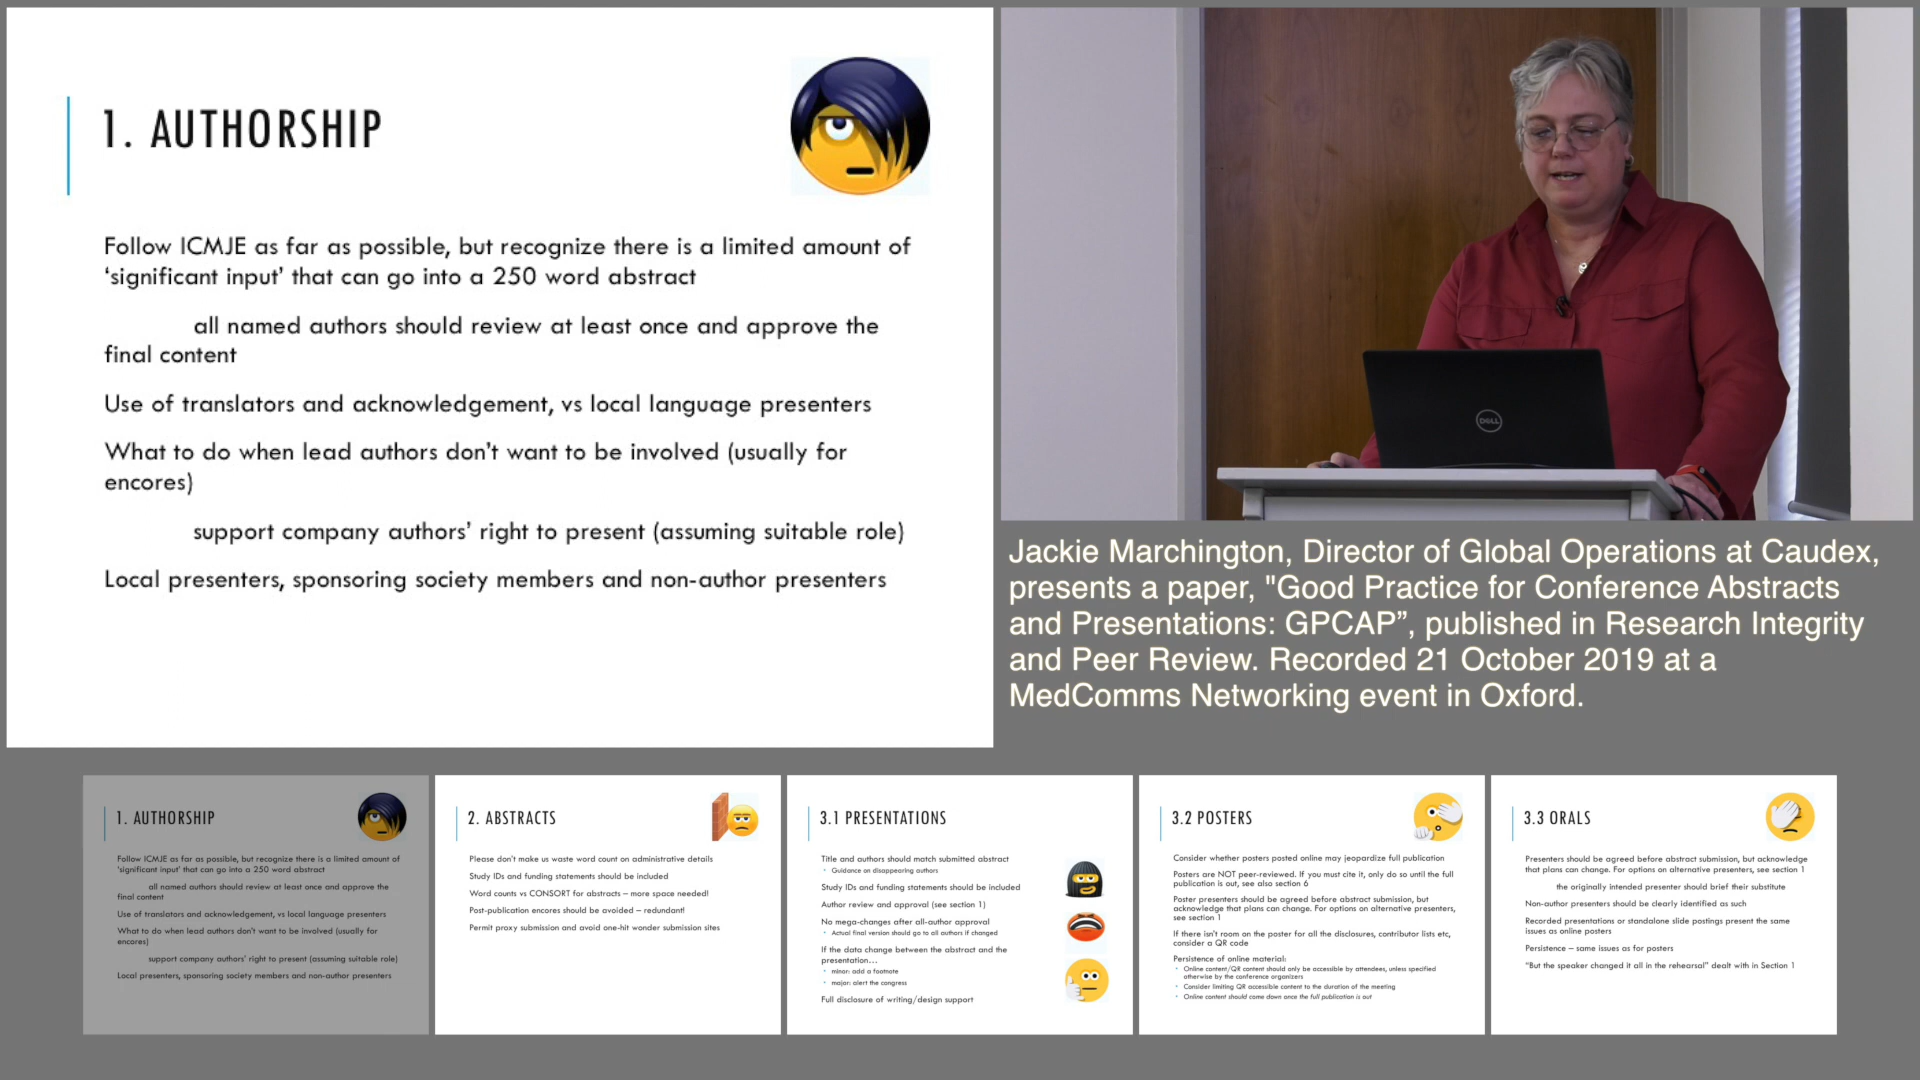 1. AUTHORSHIP
Follow ICMJE as far as possible, but recognize there is a limited amount of
‘significant input’ that can go into a 250 word abstract
all named authors should review at least once and approve the
final content
Use of translators and acknowledgement, vs local language presenters
What to do when lead authors don’t want to be involved (usually for
encores)
support company authors’ right to present (assuming suitable role)
Local presenters, sponsoring society members and non-author presenters
DELL
Jackie Marchington, Director of Global Operations at Caudex,
presents a paper, "Good Practice for Conference Abstracts
and Presentations: GPCAP”, published in Research Integrity
and Peer Review. Recorded 21 October 2019 at a
MedComms Networking event in Oxford.
1. AUTHORSHIP
Follow ICMJE as far as possible, but recognize there is a limited amount of
‘significant input’ that can go into a 250 word abstract
all named authors should review at least once and approve the
final content
Use of translators and acknowledgement, vs local language presenters
What to do when lead authors don’t want to be involved (usually for
encores)
support company authors’ right to present (assuming suitable role)
Local presenters, sponsoring society members and non-author presenters
2. ABSTRACTS
Please don’t make us waste word count on administrative details
Study IDs and funding statements should be included
Word counts vs CONSORT for abstracts – more space needed!
Post-publication encores should be avoided – redundant!
Permit proxy submission and avoid one-hit wonder submission sites
3.1 PRESENTATIONS
Title and authors should match submitted abstract
• Guidance on disappearing authors
Study IDs and funding statements should be included
Author review and approval (see section 1)
No mega-changes after all-author approval
• Actual final version should go to all authors if changed
If the data change between the abstract and the
presentation...
• minor: add a footnote
• major: alert the congress
Full disclosure of writing/design support
3.2 POSTERS
Consider whether posters posted online may jeopardize full publication
Posters are NOT peer-reviewed. If you must cite it, only do so until the full
publication is out, see also section 6
Poster presenters should be agreed before abstract submission, but
acknowledge that plans can change. For options on alternative presenters,
see section 1
If there isn’t room on the poster for all the disclosures, contributor lists etc,
consider a QR code
Persistence of online material:
• Online content/QR content should only be accessible by attendees, unless specified
otherwise by the conference organizers
• Consider limiting QR accessible content to the duration of the meeting
• Online content should come down once the full publication is out
3.3 ORALS
Presenters should be agreed before abstract submission, but acknowledge
that plans can change. For options on alternative presenters, see section 1
the originally intended presenter should brief their substitute
Non-author presenters should be clearly identified as such
Recorded presentations or standalone slide postings present the same
issues as online posters
Persistence – same issues as for posters
“But the speaker changed it all in the rehearsal” dealt with in Section 1